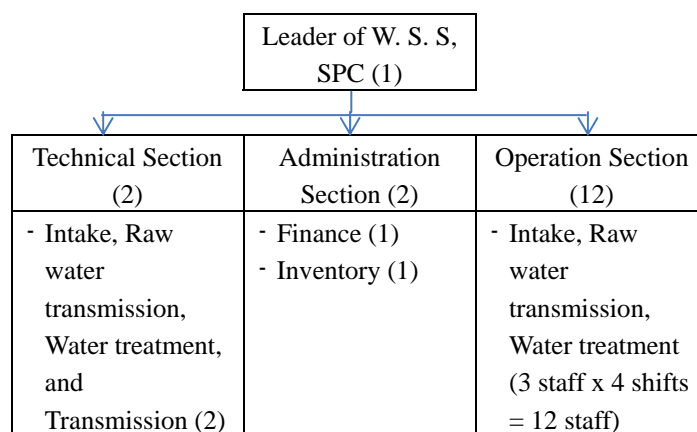 Leader of W. S. S,
SPC (1)
Technical Section
(2)
- Intake, Raw
water
transmission,
Water treatment,
and
Transmission (2)
Administration
Section (2)
- Finance (1)
- Inventory (1)
Operation Section
(12)
- Intake, Raw
water
transmission,
Water treatment
(3 staff x 4 shifts
= 12 staff)